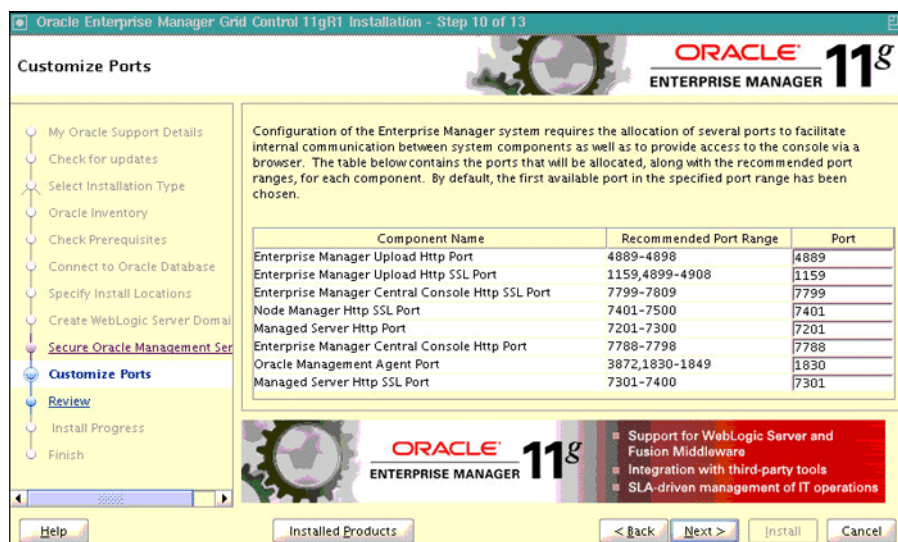 Oracle Enterprise Manager Grid Control 11gR1 Installation - Step 10 of 13
Customize Ports
ORACLE
ENTERPRISE MANAGER 11g
My Oracle Support Details
Check for updates
Select Installation Type
Oracle Inventory
Check Prerequisites
Connect to Oracle Database
Specify Install Locations
Create WebLogic Server Domai
Secure Oracle Management Ser
Customize Ports
Review
Install Progress
Finish
Configuration of the Enterprise Manager system requires the allocation of several ports to facilitate
internal communication between system components as well as to provide access to the console via a
browser. The table below contains the ports that will be allocated, along with the recommended port
ranges, for each component. By default, the first available port in the specified port range has been
chosen.
Component Name Recommended Port Range Port
Enterprise Manager Upload Http Port 4889-4898 4889
Enterprise Manager Upload Http SSL Port 1159,4899-4908 1159
Enterprise Manager Central Console Http SSL Port 7799-7809 7799
Node Manager Http SSL Port 7401-7500 7401
Managed Server Http Port 7201-7300 7201
Enterprise Manager Central Console Http Port 7788-7798 7788
Oracle Management Agent Port 3872,1830-1849 1830
Managed Server Http SSL Port 7301-7400 7301
ORACLE
ENTERPRISE MANAGER 11g
Support for WebLogic Server and
Fusion Middleware
Integration with third-party tools
SLA-driven management of IT operations
Help Installed Products < Back Next > Install Cancel